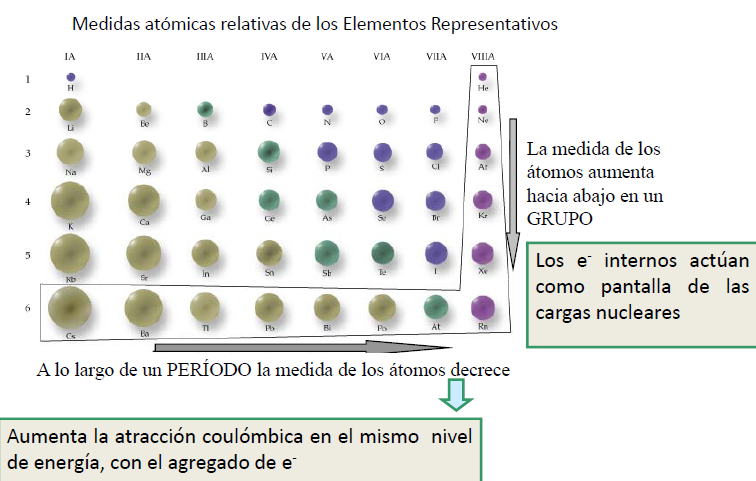 Medidas atómicas relativas de los Elementos Representativos
IA IIA IIIA IVA VA VIA VIIA VIIIA
1 H He
2 Li Be B C N O F Ne
3 Na Mg Al Si P S Cl Ar
4 K Ca Ga Ge As Se Br Kr
5 Rb Sr In Sn Sb Te I Xe
6 Cs Ba Tl Pb Bi Po At Rn
La medida de los
átomos aumenta
hacia abajo en un
GRUPO
Los e⁻ internos actúan
como pantalla de las
cargas nucleares
A lo largo de un PERÍODO la medida de los átomos decrece
Aumenta la atracción coulómbica en el mismo nivel
de energía, con el agregado de e⁻